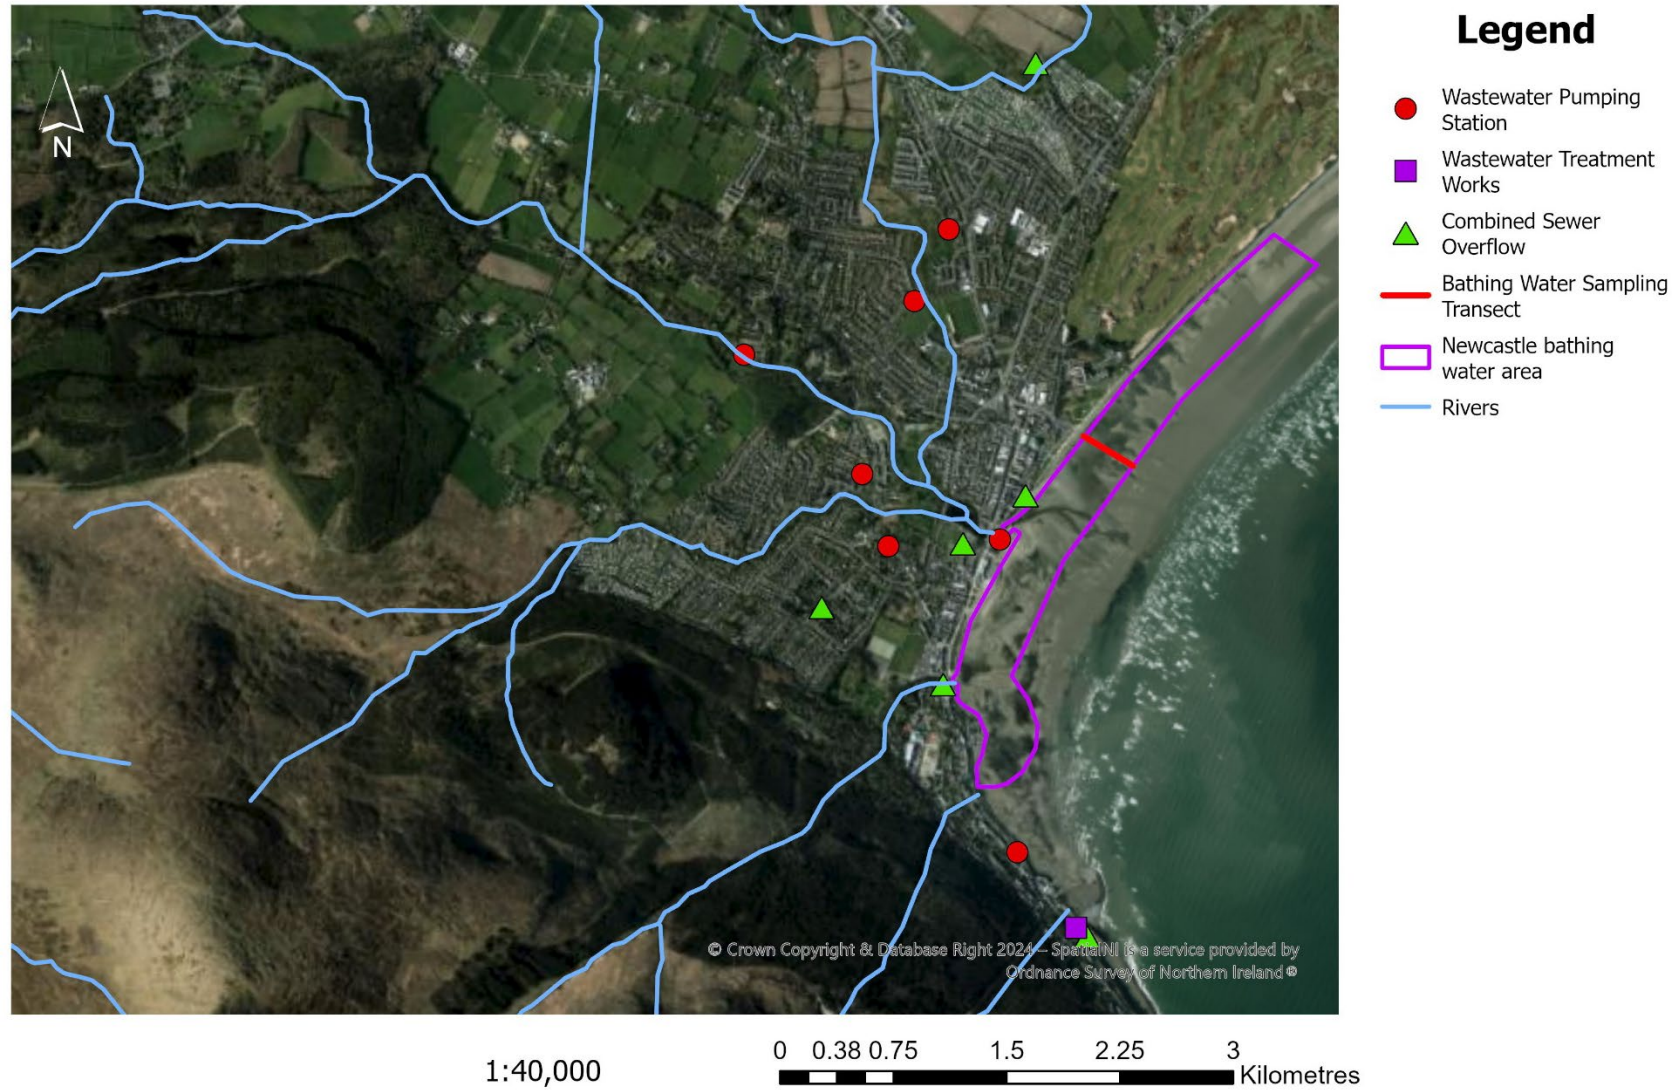 Legend
N
Wastewater Pumping
Station
Wastewater Treatment
Works
Combined Sewer
Overflow
Bathing Water Sampling
Transect
Newcastle bathing
water area
Rivers
© Crown Copyright & Database Right 2024 – SpatialNI is a service provided by
Ordnance Survey of Northern Ireland®
1:40,000
0 0.38 0.75 1.5 2.25 3
Kilometres